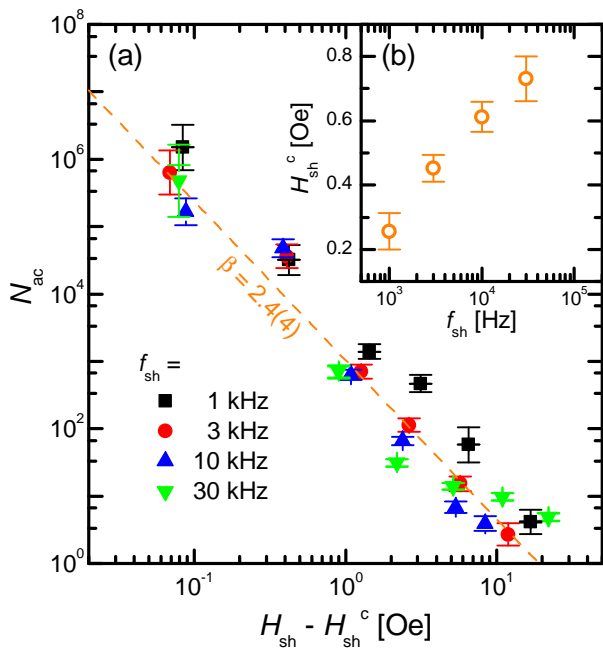 (a)
(b)
10^8
10^6
10^4
10^2
10^0
N_ac
10^-1
10^0
10^1
H_sh - H_sh^c [Oe]
β = 2.4(4)
f_sh =
1 kHz
3 kHz
10 kHz
30 kHz
0.8
0.6
0.4
0.2
H_sh^c [Oe]
10^3
10^4
10^5
f_sh [Hz]